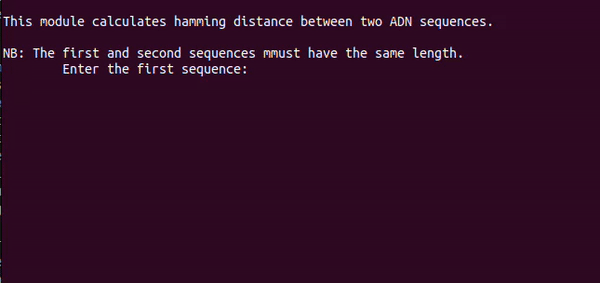 This module calculates hamming distance between two ADN sequences.
NB: The first and second sequences mmust have the same length.
Enter the first sequence: